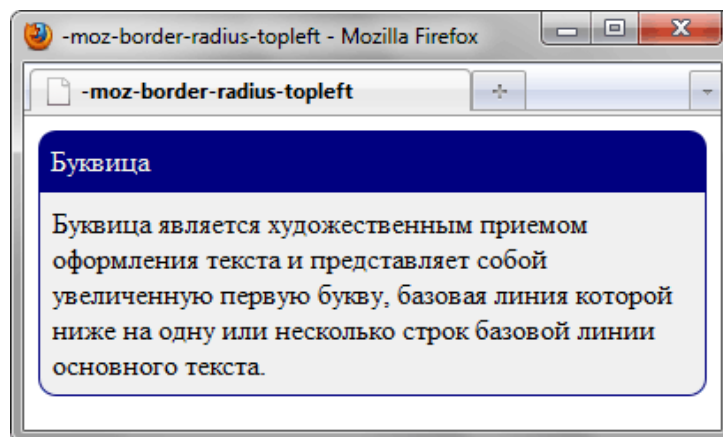 -moz-border-radius-topleft - Mozilla Firefox
-moz-border-radius-topleft
Буквица
Буквица является художественным приемом
оформления текста и представляет собой
увеличенную первую букву, базовая линия которой
ниже на одну или несколько строк базовой линии
основного текста.